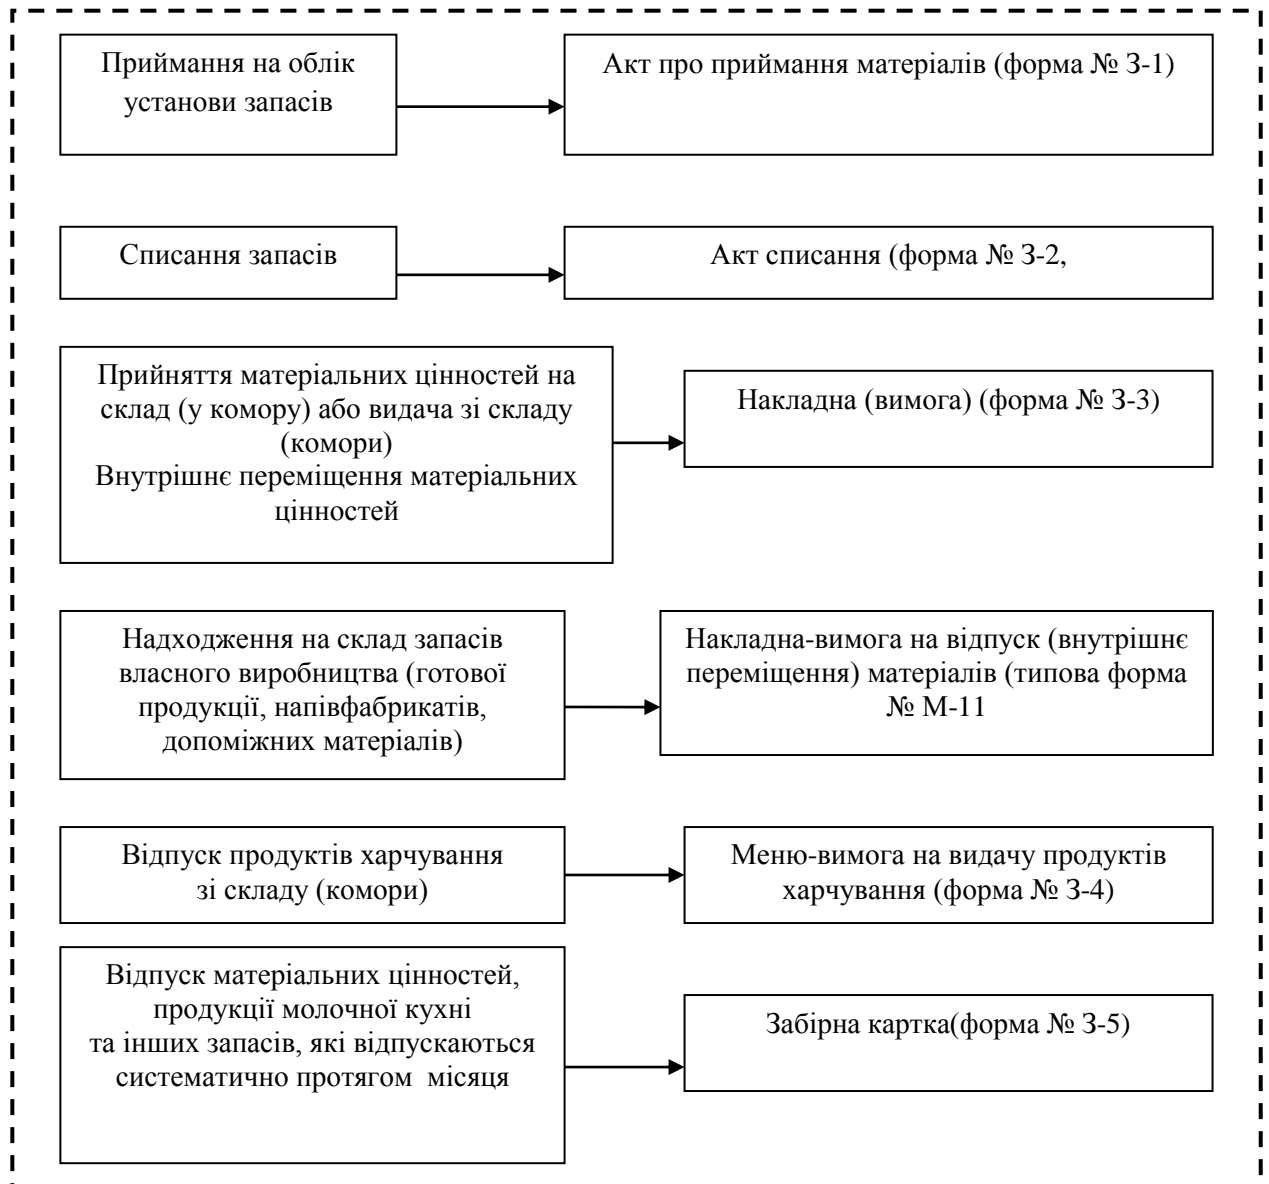 Приймання на облік
установи запасів
Акт про приймання матеріалів (форма № З-1)
Списання запасів
Акт списання (форма № З-2,
Прийняття матеріальних цінностей на
склад (у комору) або видача зі складу
(комори)
Внутрішнє переміщення матеріальних
цінностей
Накладна (вимога) (форма № З-3)
Надходження на склад запасів
власного виробництва (готової
продукції, напівфабрикатів,
допоміжних матеріалів)
Накладна-вимога на відпуск (внутрішнє
переміщення) матеріалів (типова форма
№ М-11
Відпуск продуктів харчування
зі складу (комори)
Меню-вимога на видачу продуктів
харчування (форма № З-4)
Відпуск матеріальних цінностей,
продукції молочної кухні
та інших запасів, які відпускаються
систематично протягом  місяця
Забірна картка(форма № З-5)